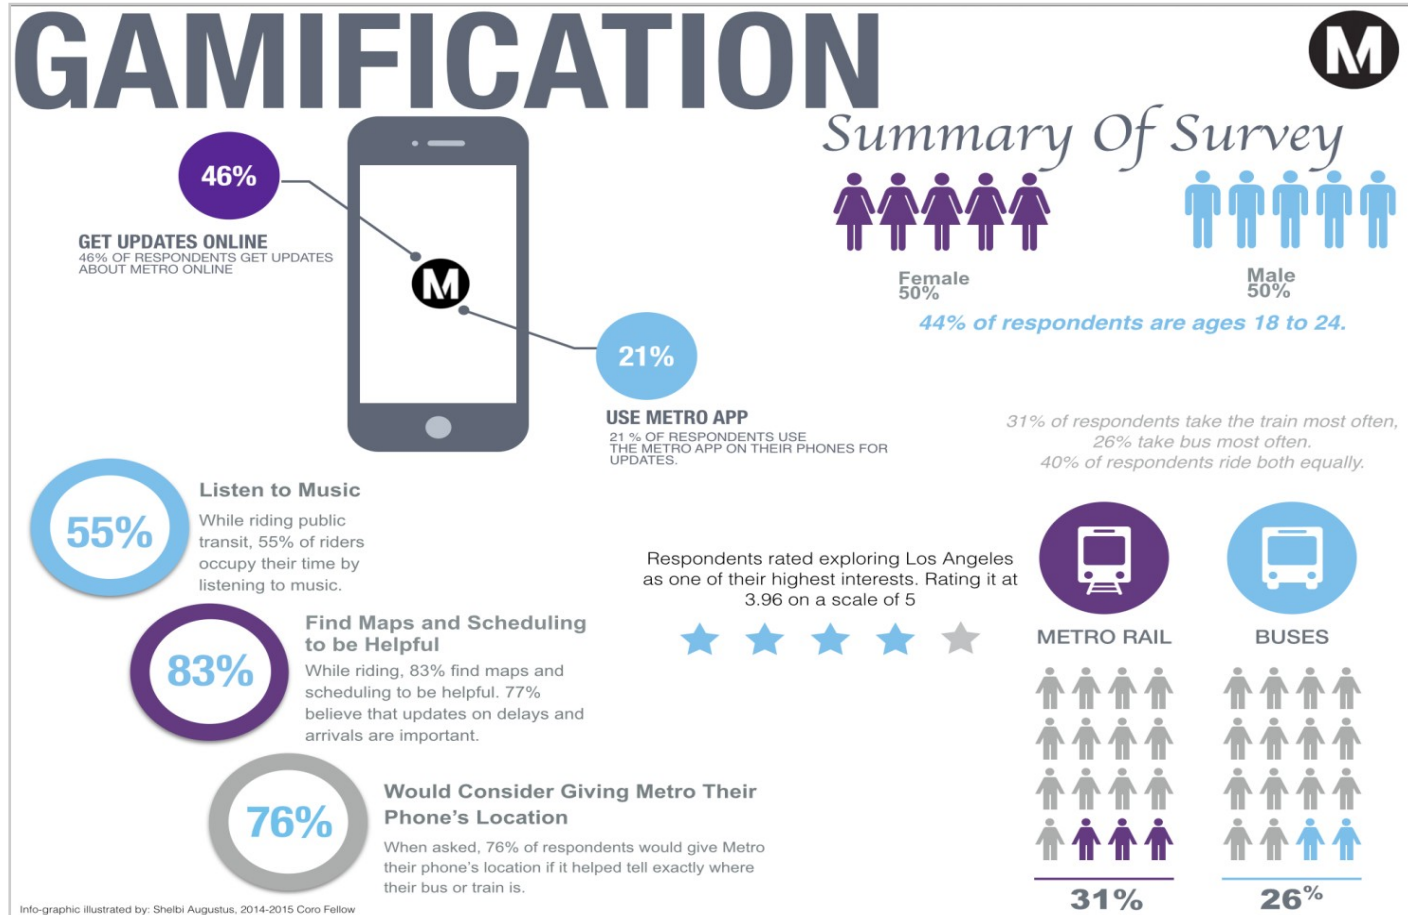 GAMIFICATION
M
Summary Of Survey
46%
GET UPDATES ONLINE
46% OF RESPONDENTS GET UPDATES
ABOUT METRO ONLINE
M
Female
50%
Male
50%
44% of respondents are ages 18 to 24.
21%
USE METRO APP
21 % OF RESPONDENTS USE
THE METRO APP ON THEIR PHONES FOR
UPDATES.
31% of respondents take the train most often,
26% take bus most often.
40% of respondents ride both equally.
55%
Listen to Music
While riding public
transit, 55% of riders
occupy their time by
listening to music.
Respondents rated exploring Los Angeles
as one of their highest interests. Rating it at
3.96 on a scale of 5
83%
Find Maps and Scheduling
to be Helpful
While riding, 83% find maps and
scheduling to be helpful. 77%
believe that updates on delays and
arrivals are important.
METRO RAIL
BUSES
76%
Would Consider Giving Metro Their
Phone's Location
When asked, 76% of respondents would give Metro
their phone's location if it helped tell exactly where
their bus or train is.
31%
26%
Info-graphic illustrated by: Shelbi Augustus, 2014-2015 Coro Fellow